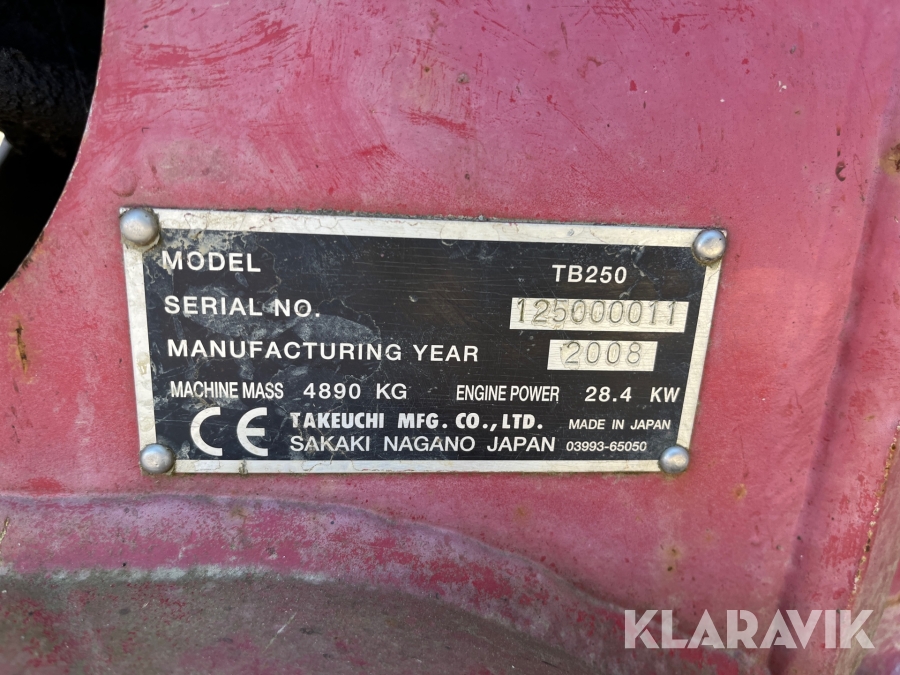 MODEL TB250
SERIAL NO. 125000011
MANUFACTURING YEAR 2008
MACHINE MASS 4890 KG ENGINE POWER 28.4 KW
CE TAKEUCHI MFG. CO., LTD. MADE IN JAPAN
SAKAKI NAGANO JAPAN 03993-65050
KLARAVIK